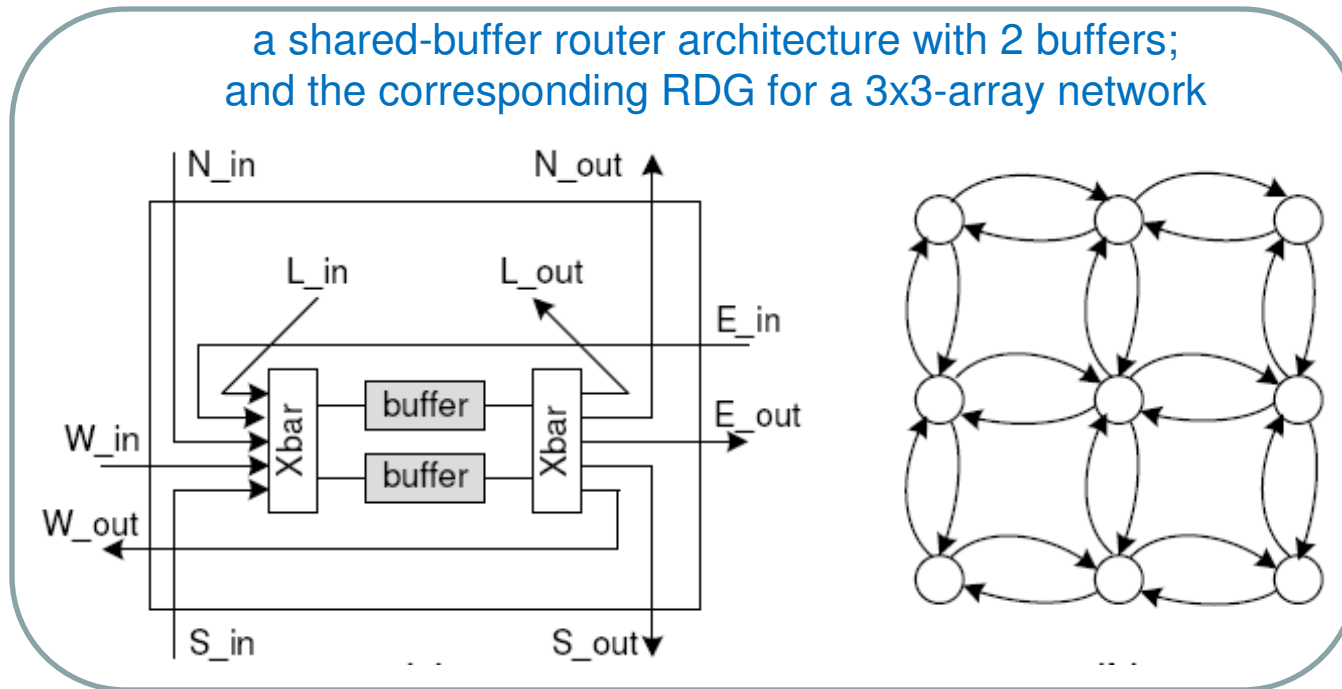 a shared-buffer router architecture with 2 buffers;
and the corresponding RDG for a 3x3-array network
N_in
N_out
L_in
L_out
E_in
Xbar
buffer
Xbar
E_out
W_in
buffer
W_out
S_in
S_out